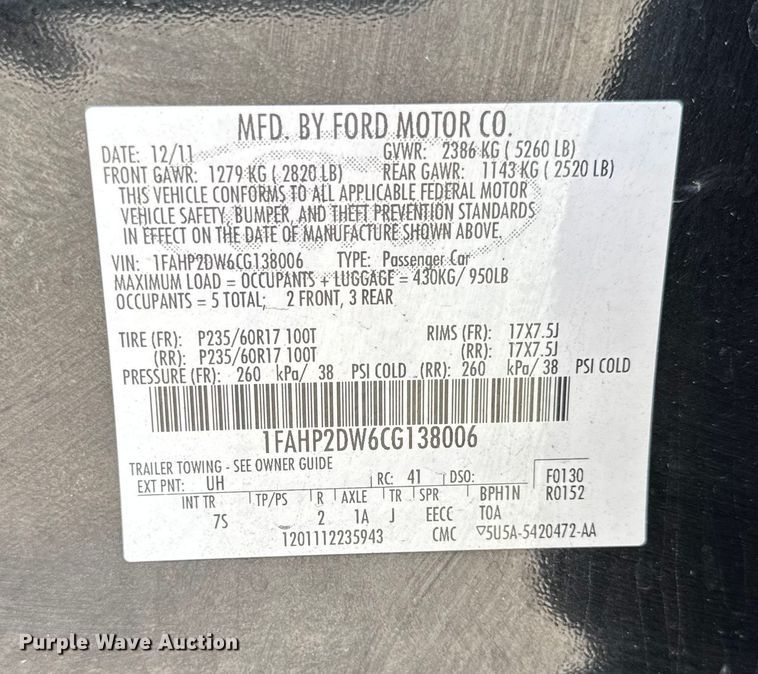 MFD. BY FORD MOTOR CO.
DATE: 12/11 GVWR: 2386 KG ( 5260 LB)
FRONT GAWR: 1279 KG ( 2820 LB) REAR GAWR: 1143 KG ( 2520 LB)
THIS VEHICLE CONFORMS TO ALL APPLICABLE FEDERAL MOTOR
VEHICLE SAFETY, BUMPER, AND THEFT PREVENTION STANDARDS
IN EFFECT ON THE DATE OF MANUFACTURE SHOWN ABOVE.
VIN: 1FAHP2DW6CG138006 TYPE: Passenger Car
MAXIMUM LOAD = OCCUPANTS + LUGGAGE = 430KG/ 950LB
OCCUPANTS = 5 TOTAL; 2 FRONT, 3 REAR
TIRE (FR): P235/60R17 100T RIMS (FR): 17X7.5J
(RR): P235/60R17 100T (RR): 17X7.5J
PRESSURE (FR): 260 kPa/ 38 PSI COLD (RR): 260 kPa/ 38 PSI COLD
1FAHP2DW6CG138006
TRAILER TOWING - SEE OWNER GUIDE
EXT PNT: UH RC: 41 DSO: F0130
INT TR TP/PS R AXLE TR SPR BPH1N R0152
7S 2 1A J EECC TOA
1201112235943 CMC ▽5U5A-5420472-AA
Purple Wave Auction